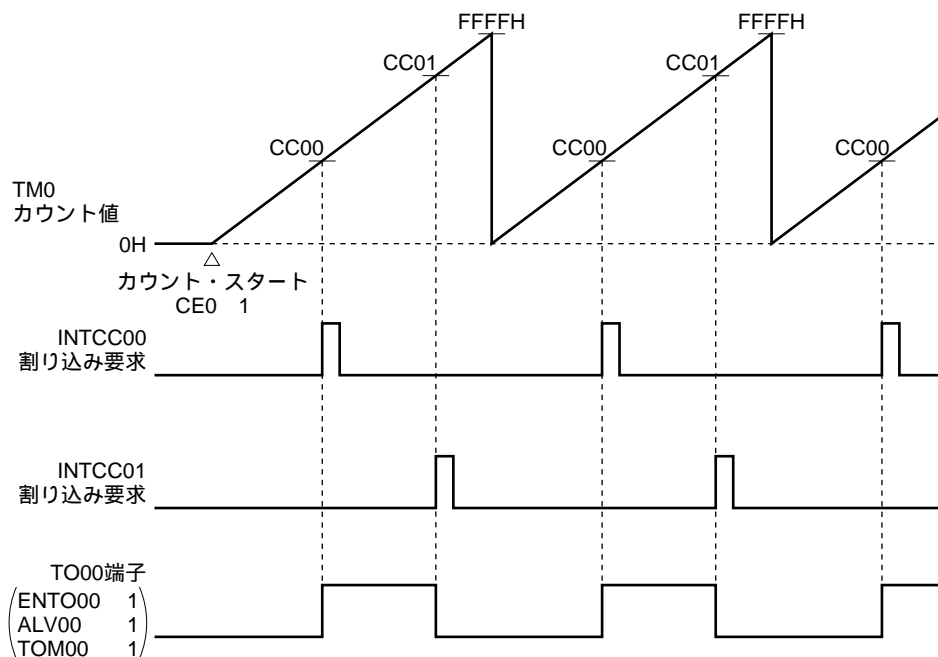 FFFFH
FFFFH
CC01
CC01
CC00
CC00
CC00
TM0
カウント値
0H
カウント・スタート
CE0 1
INTCC00
割り込み要求
INTCC01
割り込み要求
TO00端子
ENTO00 1
ALV00 1
TOM00 1